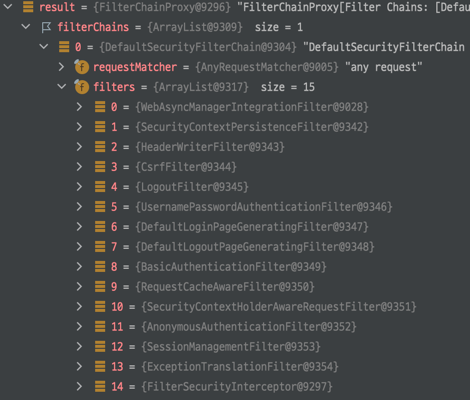 result = {FilterChainProxy@9296} "FilterChainProxy[Filter Chains: [Defau
filterChains = {ArrayList@9309} size = 1
0 = {DefaultSecurityFilterChain@9304} "DefaultSecurityFilterChain
f requestMatcher = {AnyRequestMatcher@9005} "any request"
f filters = {ArrayList@9317} size = 15
0 = {WebAsyncManagerIntegrationFilter@9028}
1 = {SecurityContextPersistenceFilter@9342}
2 = {HeaderWriterFilter@9343}
3 = {CsrfFilter@9344}
4 = {LogoutFilter@9345}
5 = {UsernamePasswordAuthenticationFilter@9346}
6 = {DefaultLoginPageGeneratingFilter@9347}
7 = {DefaultLogoutPageGeneratingFilter@9348}
8 = {BasicAuthenticationFilter@9349}
9 = {RequestCacheAwareFilter@9350}
10 = {SecurityContextHolderAwareRequestFilter@9351}
11 = {AnonymousAuthenticationFilter@9352}
12 = {SessionManagementFilter@9353}
13 = {ExceptionTranslationFilter@9354}
14 = {FilterSecurityInterceptor@9297}